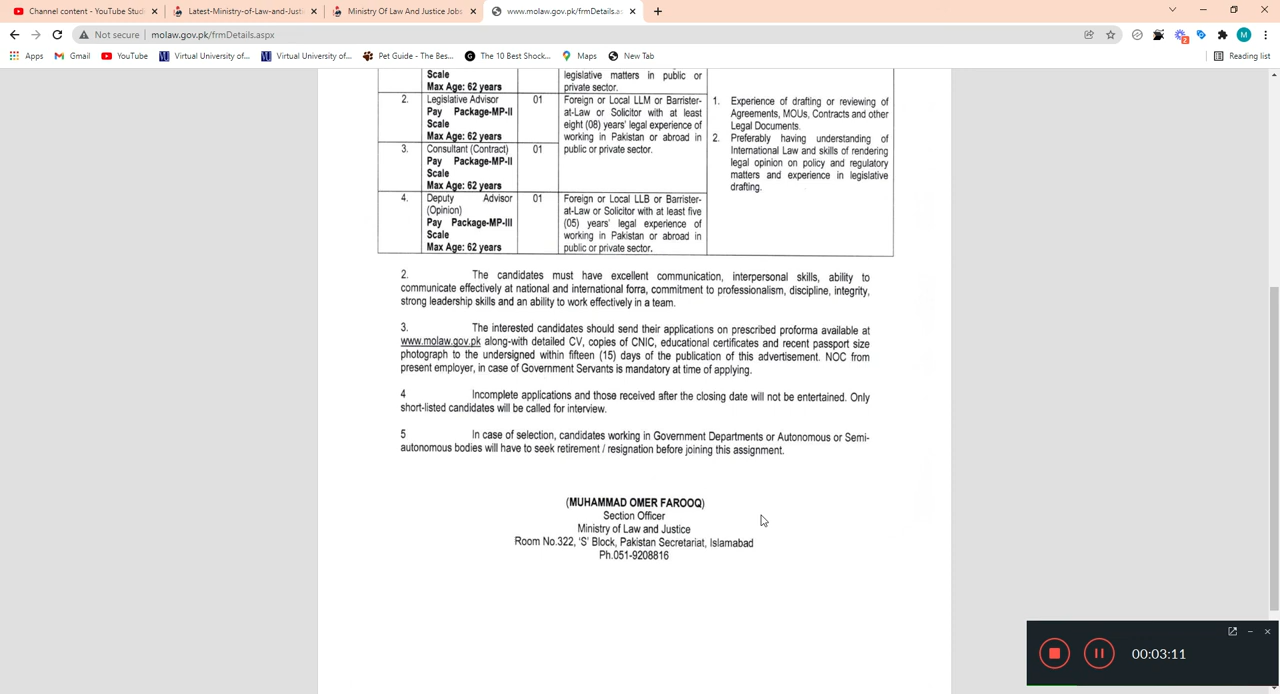 Channel content - YouTube Stud
Latest-Ministry-of-Law-and-Justi
Ministry Of Law And Justice Jobs
www.molaw.gov.pk/frmDetails.as
Not secure
molaw.gov.pk/frmDetails.aspx
M
Apps
Gmail
YouTube
Virtual University of...
Virtual University of...
Pet Guide - The Bes...
The 10 Best Shock...
Maps
New Tab
Reading list
Scale
Max Age: 62 years
legislative matters in public or
private sector.
2.
Legislative Advisor
Pay Package-MP-II
Scale
Max Age: 62 years
01
Foreign or Local LLM or Barrister-
at-Law or Solicitor with at least
eight (08) years' legal experience of
working in Pakistan or abroad in
public or private sector.
3.
Consultant (Contract)
Pay Package-MP-II
Scale
Max Age: 62 years
01
4.
Deputy Advisor
(Opinion)
Pay Package-MP-III
Scale
Max Age: 62 years
01
Foreign or Local LLB or Barrister-
at-Law or Solicitor with at least five
(05) years' legal experience of
working in Pakistan or abroad in
public or private sector.
1. Experience of drafting or reviewing of
Agreements, MOUs, Contracts and other
Legal Documents.
2. Preferably having understanding of
International Law and skills of rendering
legal opinion on policy and regulatory
matters and experience in legislative
drafting.
2. The candidates must have excellent communication, interpersonal skills, ability to
communicate effectively at national and international forra, commitment to professionalism, discipline, integrity,
strong leadership skills and an ability to work effectively in a team.
3. The interested candidates should send their applications on prescribed proforma available at
www.molaw.gov.pk along-with detailed CV, copies of CNIC, educational certificates and recent passport size
photograph to the undersigned within fifteen (15) days of the publication of this advertisement. NOC from
present employer, in case of Government Servants is mandatory at time of applying.
4 Incomplete applications and those received after the closing date will not be entertained. Only
short-listed candidates will be called for interview.
5 In case of selection, candidates working in Government Departments or Autonomous or Semi-
autonomous bodies will have to seek retirement / resignation before joining this assignment.
(MUHAMMAD OMER FAROOQ)
Section Officer
Ministry of Law and Justice
Room No.322, 'S' Block, Pakistan Secretariat, Islamabad
Ph.051-9208816
00:03:11